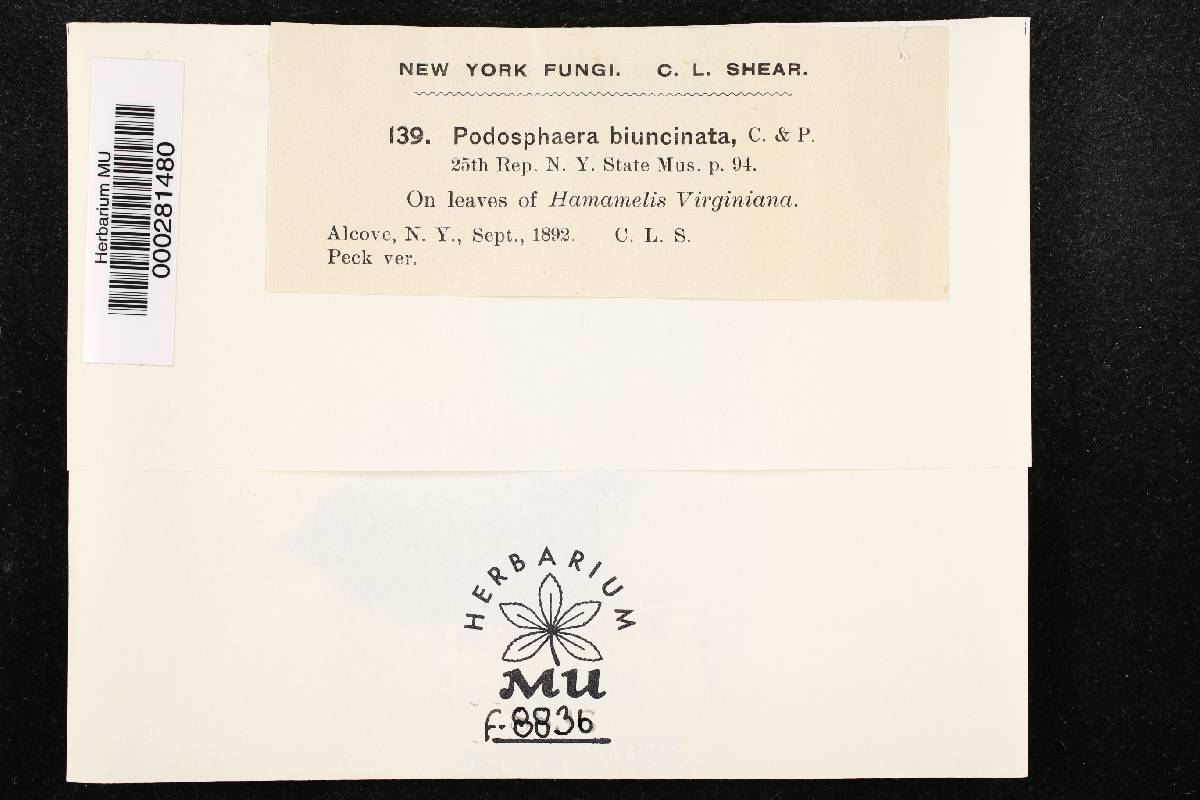 NEW YORK FUNGI. C. L. SHEAR.
139. Podosphaera biuncinata, C. & P.
25th Rep. N. Y. State Mus. p. 94.
On leaves of Hamamelis Virginiana.
Alcove, N. Y., Sept., 1892. C. L. S.
Peck ver.
Herbarium MU
000281480
HERBARIUM
MU
F-8836